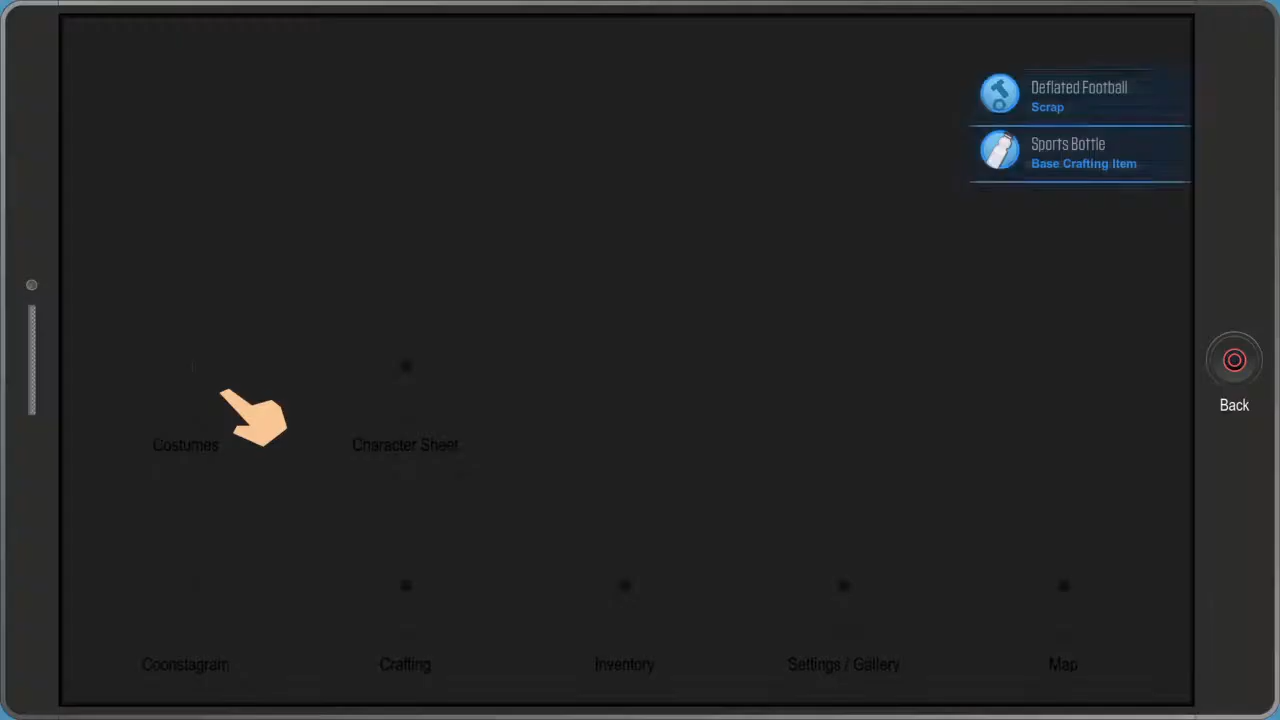 Deflated Football
Scrap
Sports Bottle
Base Crafting Item
Back
Costumes
Character Sheet
Coonstagram
Crafting
Inventory
Settings / Gallery
Map